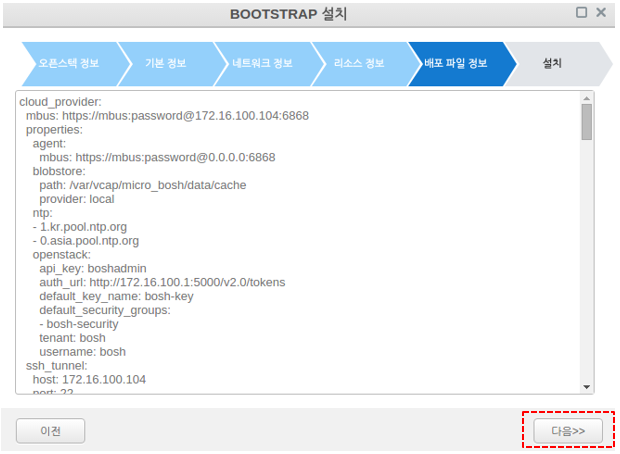 BOOTSTRAP 설치
오픈스텍 정보
기본 정보
네트워크 정보
리소스 정보
배포 파일 정보
설치
cloud_provider:
mbus: https://mbus:password@172.16.100.104:6868
properties:
agent:
mbus: https://mbus:password@0.0.0.0:6868
blobstore:
path: /var/vcap/micro_bosh/data/cache
provider: local
ntp:
- 1.kr.pool.ntp.org
- 0.asia.pool.ntp.org
openstack:
api_key: boshadmin
auth_url: http://172.16.100.1:5000/v2.0/tokens
default_key_name: bosh-key
default_security_groups:
- bosh-security
tenant: bosh
username: bosh
ssh_tunnel:
host: 172.16.100.104
port: 22
이전
다음>>